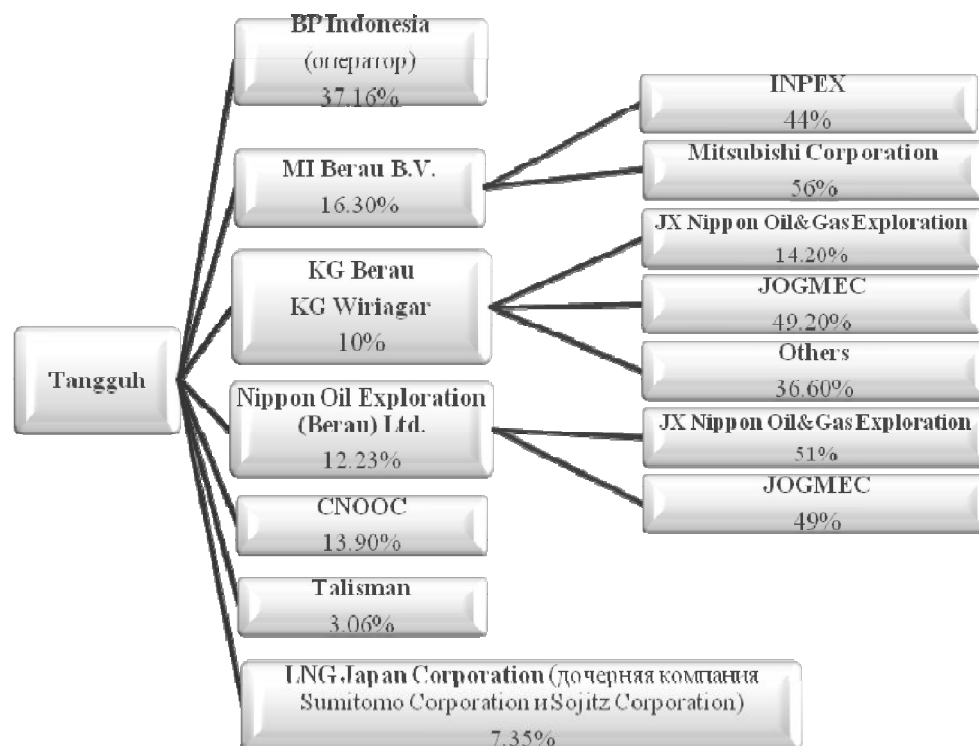 Tangguh
BP Indonesia
(оператор)
37.16%
MI Berau B.V.
16.30%
KG Berau
KG Wiriagar
10%
Nippon Oil Exploration
(Berau) Ltd.
12.23%
CNOOC
13.90%
Talisman
3.06%
LNG Japan Corporation (дочерняя компания
Sumitomo Corporation и Sojitz Corporation)
7.35%
INPEX
44%
Mitsubishi Corporation
56%
JX Nippon Oil&Gas Exploration
14.20%
JOGMEC
49.20%
Others
36.60%
JX Nippon Oil&Gas Exploration
51%
JOGMEC
49%